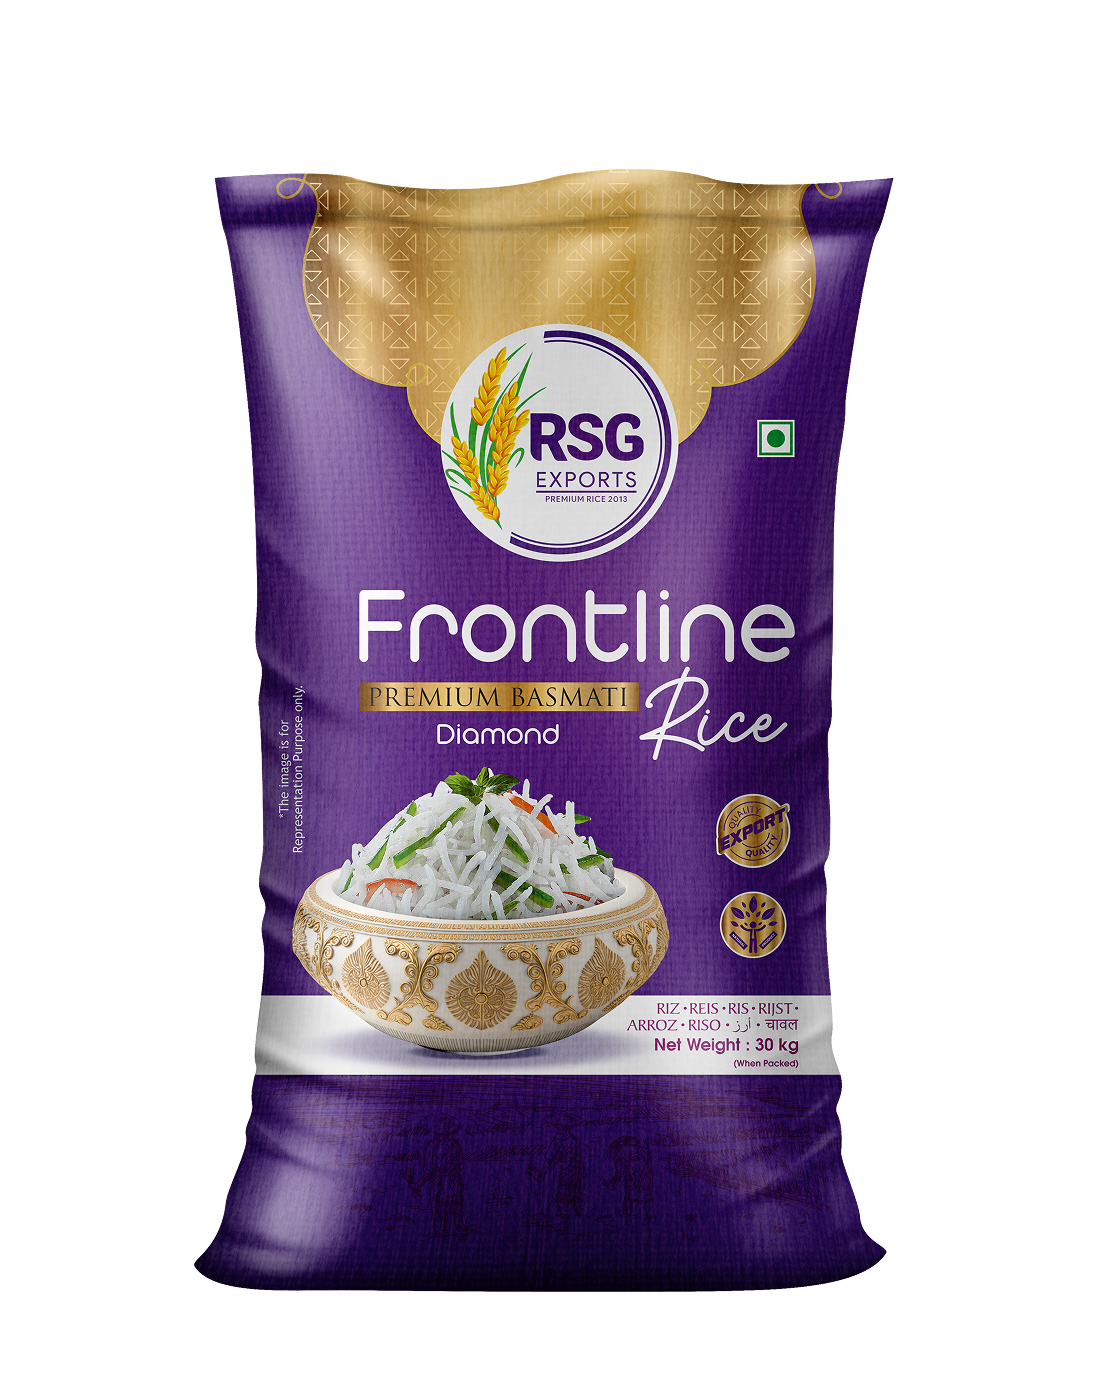 RSG
EXPORTS
PREMIUM RICE 2013
Frontline
PREMIUM BASMATI
Rice
Diamond
*The image is for
Representation Purpose only.
QUALITY
EXPORT
QUALITY
RIZ • REIS • RIS • RIJST •
ARROZ • RISO • أرز • चावल
Net Weight : 30 kg
(When Packed)